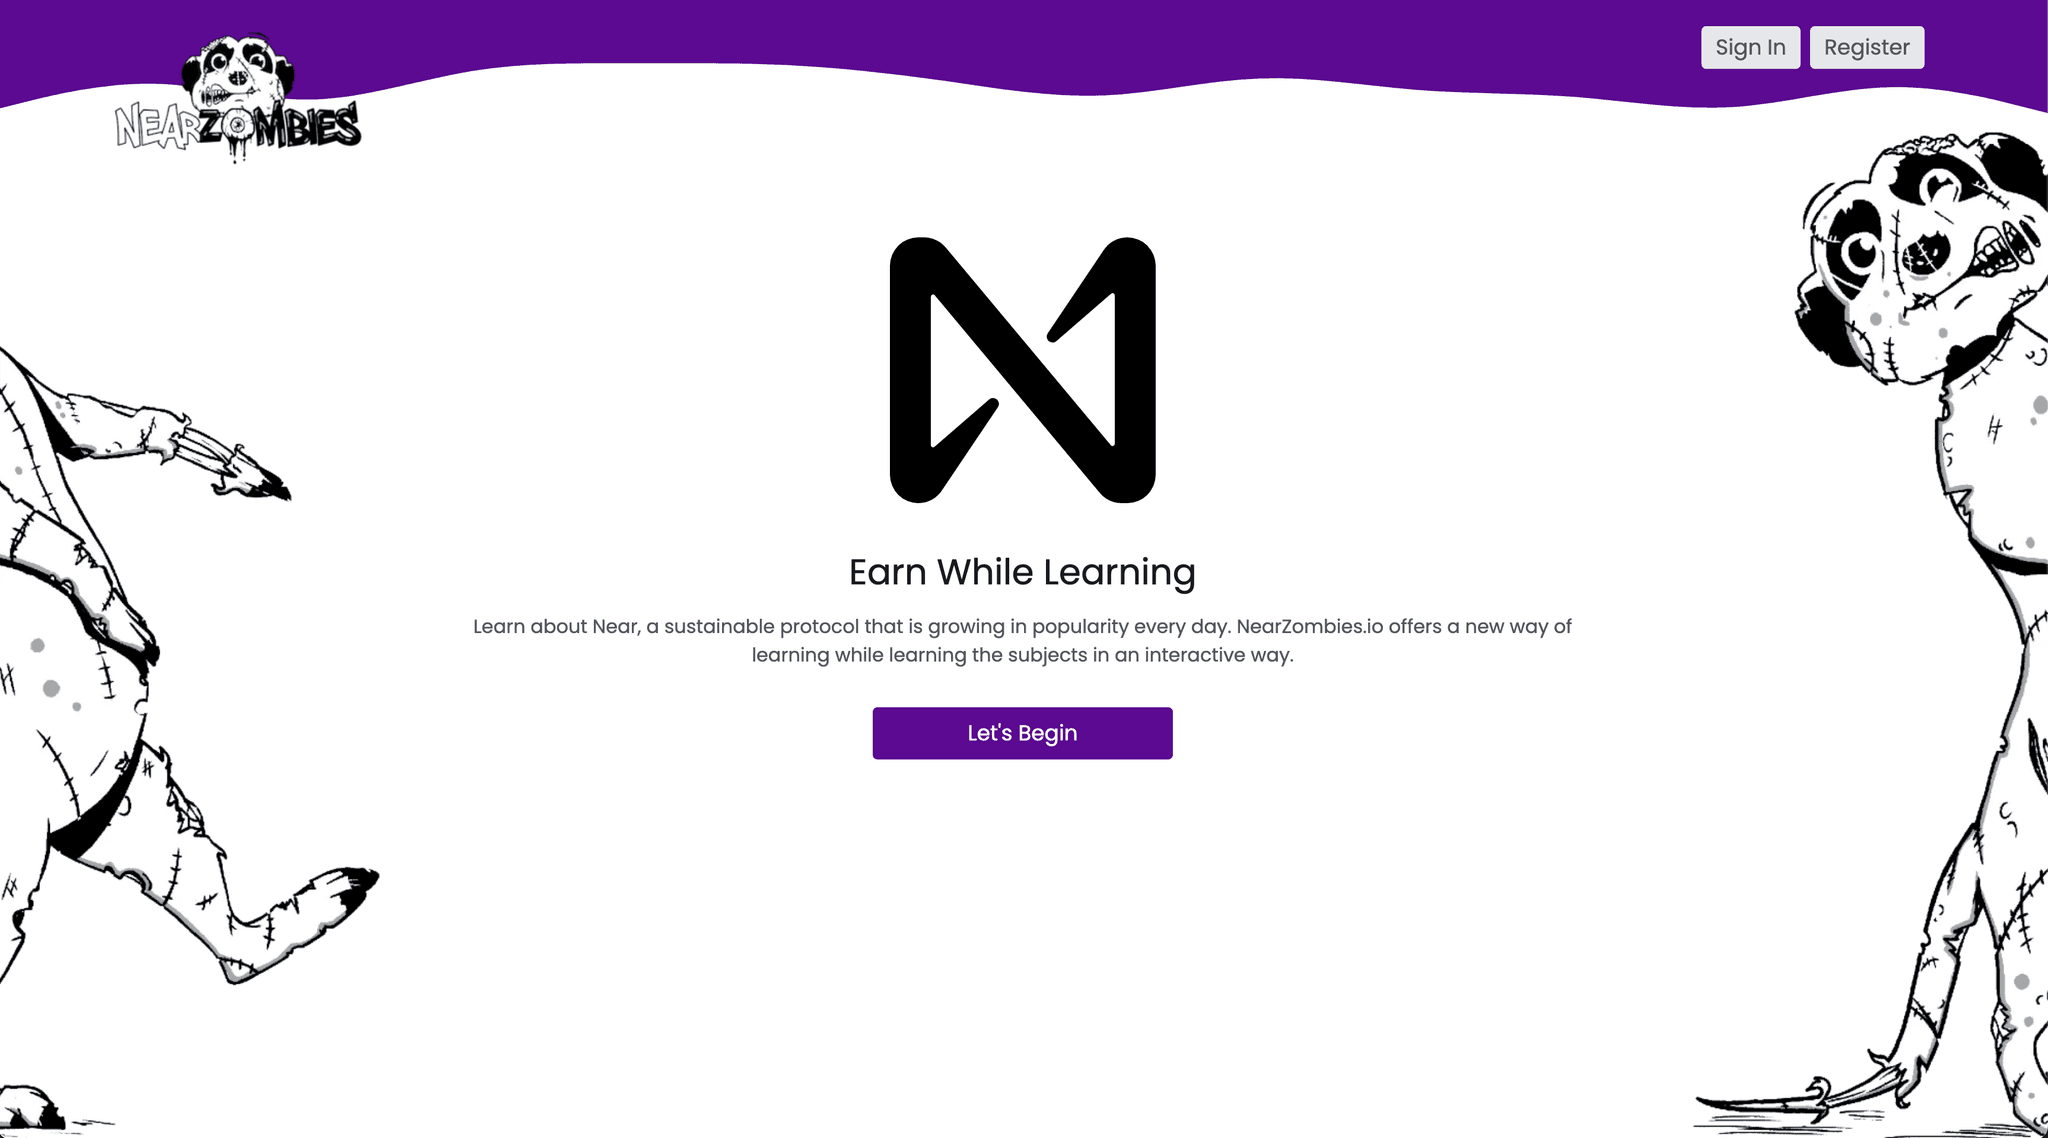 Sign In
Register
NEARZOMBIES
Earn While Learning
Learn about Near, a sustainable protocol that is growing in popularity every day. NearZombies.io offers a new way of
learning while learning the subjects in an interactive way.
Let's Begin